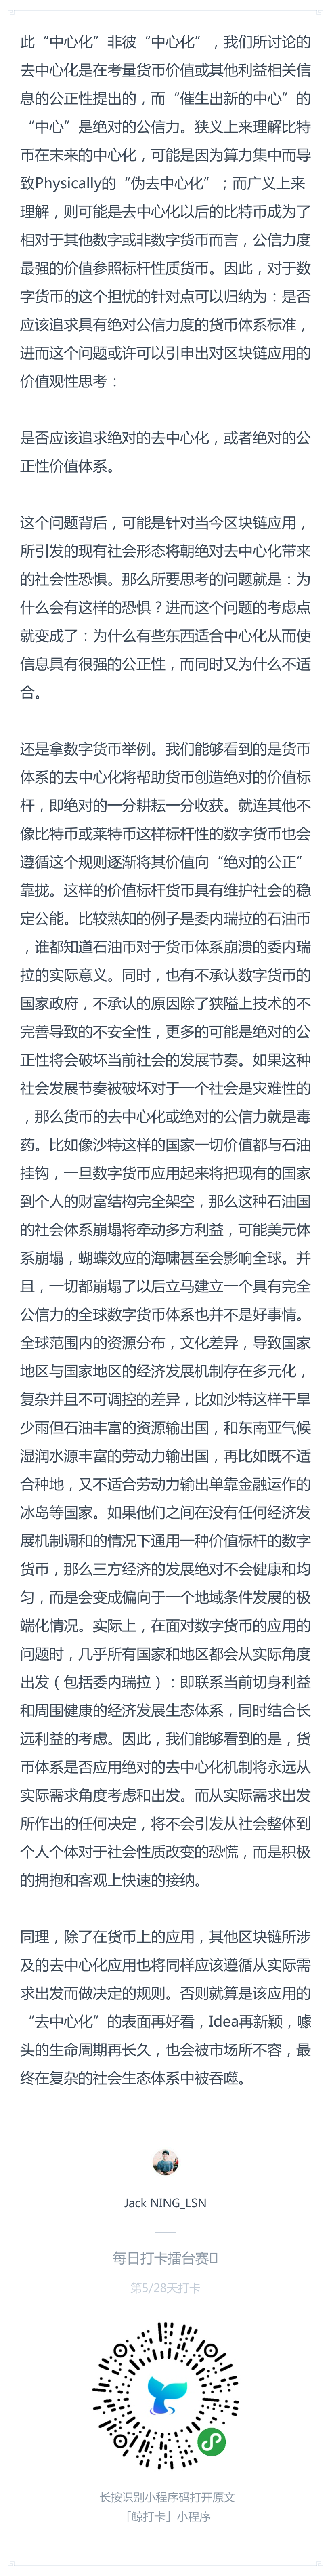 此“中心化”非彼“中心化”，我们所讨论的
去中心化是在考量货币价值或其他利益相关信
息的公正性提出的，而“催生出新的中心”的
“中心”是绝对的公信力。狭义上来理解比特
币在未来的中心化，可能是因为算力集中而导
致Physically的“伪去中心化”；而广义上来
理解，则可能是去中心化以后的比特币成为了
相对于其他数字或非数字货币而言，公信力度
最强的价值参照标杆性质货币。因此，对于数
字货币的这个担忧的针对点可以归纳为：是否
应该追求具有绝对公信力度的货币体系标准，
进而这个问题或许可以引申出对区块链应用的
价值观性思考：
是否应该追求绝对的去中心化，或者绝对的公
正性价值体系。
这个问题背后，可能是针对当今区块链应用，
所引发的现有社会形态将朝绝对去中心化带来
的社会性恐惧。那么所要思考的问题就是：为
什么会有这样的恐惧？进而这个问题的考虑点
就变成了：为什么有些东西适合中心化从而使
信息具有很强的公正性，而同时又为什么不适
合。
还是拿数字货币举例。我们能够看到的是货币
体系的去中心化将帮助货币创造绝对的价值标
杆，即绝对的一分耕耘一分收获。就连其他不
像比特币或莱特币这样标杆性的数字货币也会
遵循这个规则逐渐将其价值向“绝对的公正”
靠拢。这样的价值标杆货币具有维护社会的稳
定公能。比较熟知的例子是委内瑞拉的石油币
，谁都知道石油币对于货币体系崩溃的委内瑞
拉的实际意义。同时，也有不承认数字货币的
国家政府，不承认的原因除了狭隘上技术的不
完善导致的不安全性，更多的可能是绝对的公
正性将会破坏当前社会的发展节奏。如果这种
社会发展节奏被破坏对于一个社会是灾难性的
，那么货币的去中心化或绝对的公信力就是毒
药。比如像沙特这样的国家一切价值都与石油
挂钩，一旦数字货币应用起来将把现有的国家
到个人的财富结构完全架空，那么这种石油国
的社会体系崩塌将牵动多方利益，可能美元体
系崩塌，蝴蝶效应的海啸甚至会影响全球。并
且，一切都崩塌了以后立马建立一个具有完全
公信力的全球数字货币体系也并不是好事情。
全球范围内的资源分布，文化差异，导致国家
地区与国家地区的经济发展机制存在多元化，
复杂并且不可调控的差异，比如沙特这样干旱
少雨但石油丰富的资源输出国，和东南亚气候
湿润水源丰富的劳动力输出国，再比如既不适
合种地，又不适合劳动力输出单靠金融运作的
冰岛等国家。如果他们之间在没有任何经济发
展机制调和的情况下通用一种价值标杆的数字
货币，那么三方经济的发展绝对不会健康和均
匀，而是会变成偏向于一个地域条件发展的极
端化情况。实际上，在面对数字货币的应用的
问题时，几乎所有国家和地区都会从实际角度
出发（包括委内瑞拉）：即联系当前切身利益
和周围健康的经济发展生态体系，同时结合长
远利益的考虑。因此，我们能够看到的是，货
币体系是否应用绝对的去中心化机制将永远从
实际需求角度考虑和出发。而从实际需求出发
所作出的任何决定，将不会引发从社会整体到
个人个体对于社会性质改变的恐慌，而是积极
的拥抱和客观上快速的接纳。
同理，除了在货币上的应用，其他区块链所涉
及的去中心化应用也将同样应该遵循从实际需
求出发而做决定的规则。否则就算是该应用的
“去中心化”的表面再好看，Idea再新颖，噱
头的生命周期再长久，也会被市场所不容，最
终在复杂的社会生态体系中被吞噬。
Jack NING_LSN
每日打卡擂台赛
第5/28天打卡
长按识别小程序码打开原文
「鲸打卡」小程序